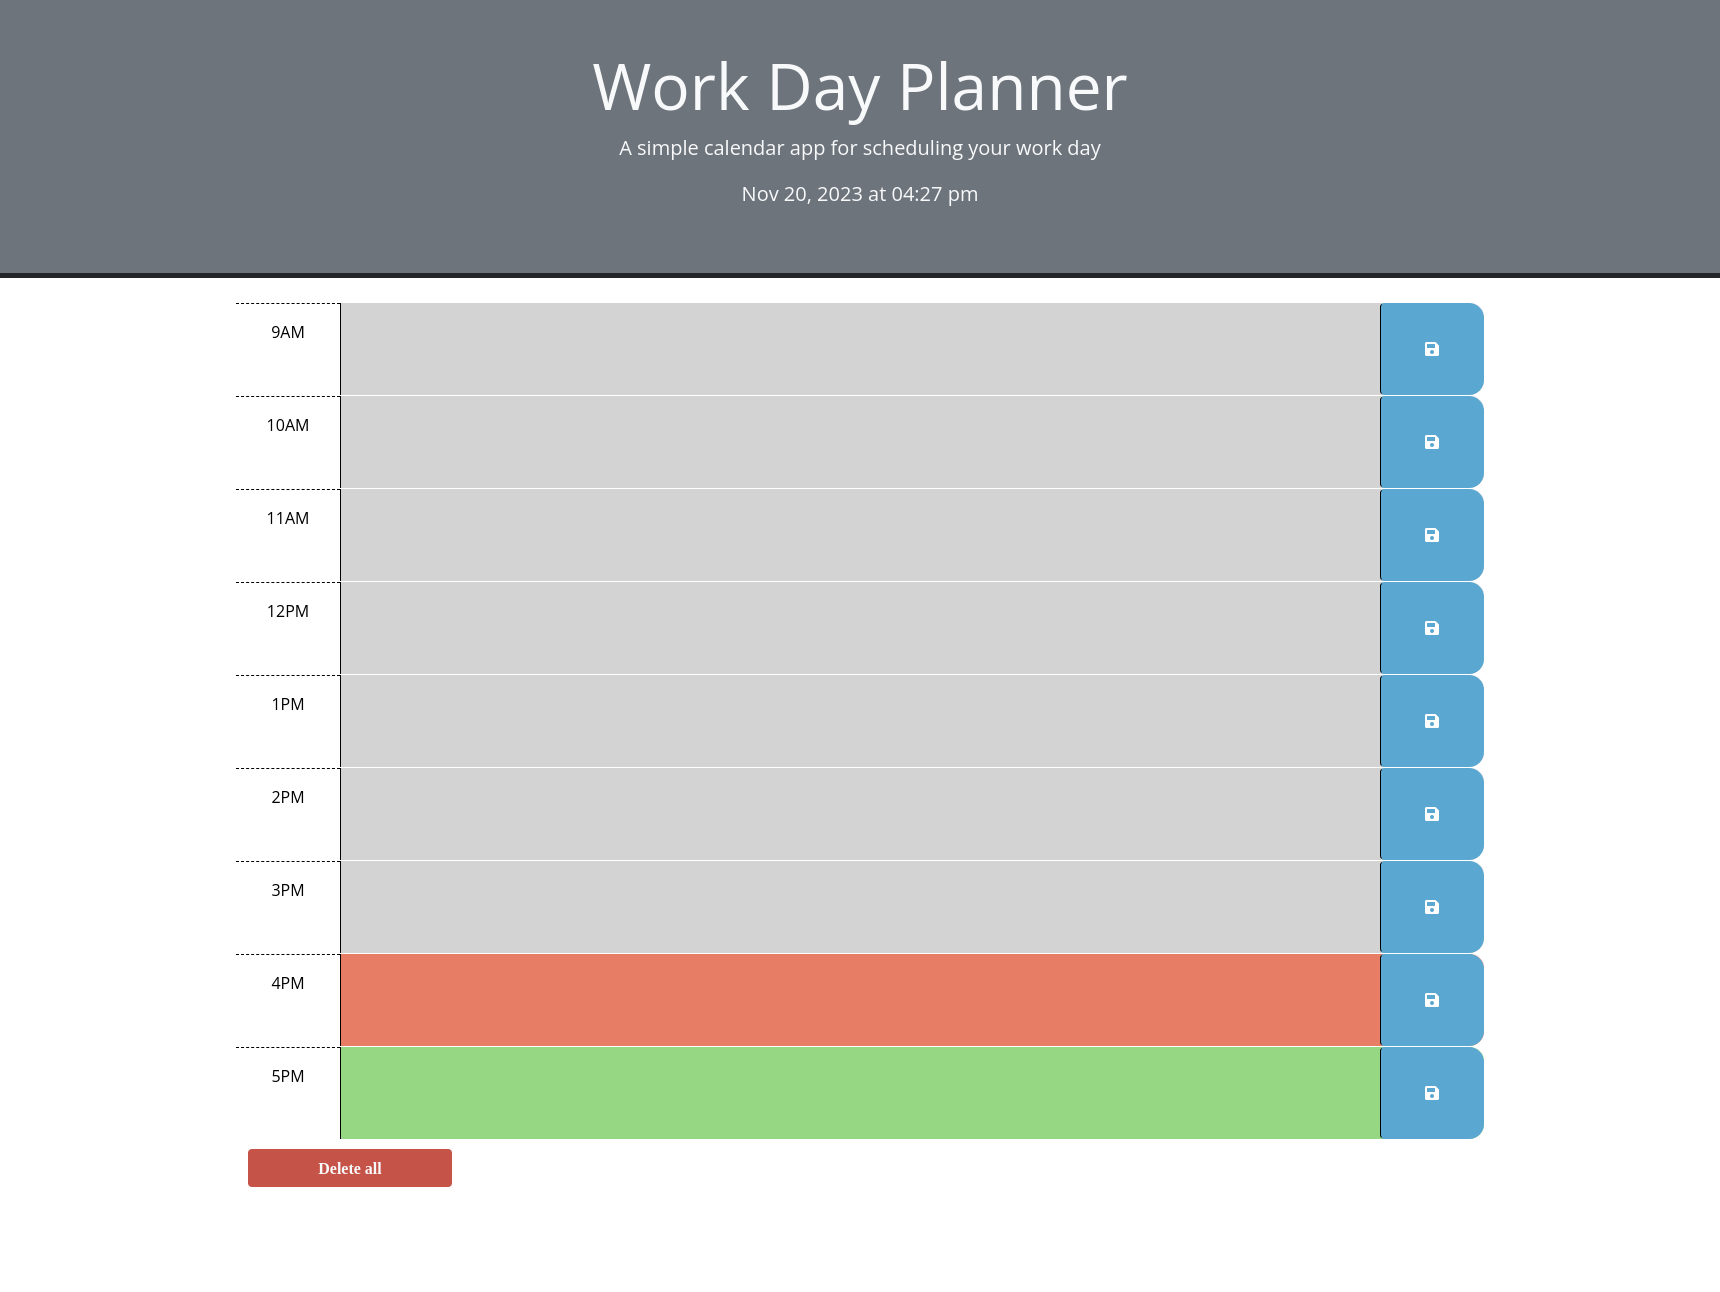 Work Day Planner
A simple calendar app for scheduling your work day
Nov 20, 2023 at 04:27 pm
9AM
10AM
11AM
12PM
1PM
2PM
3PM
4PM
5PM
Delete all